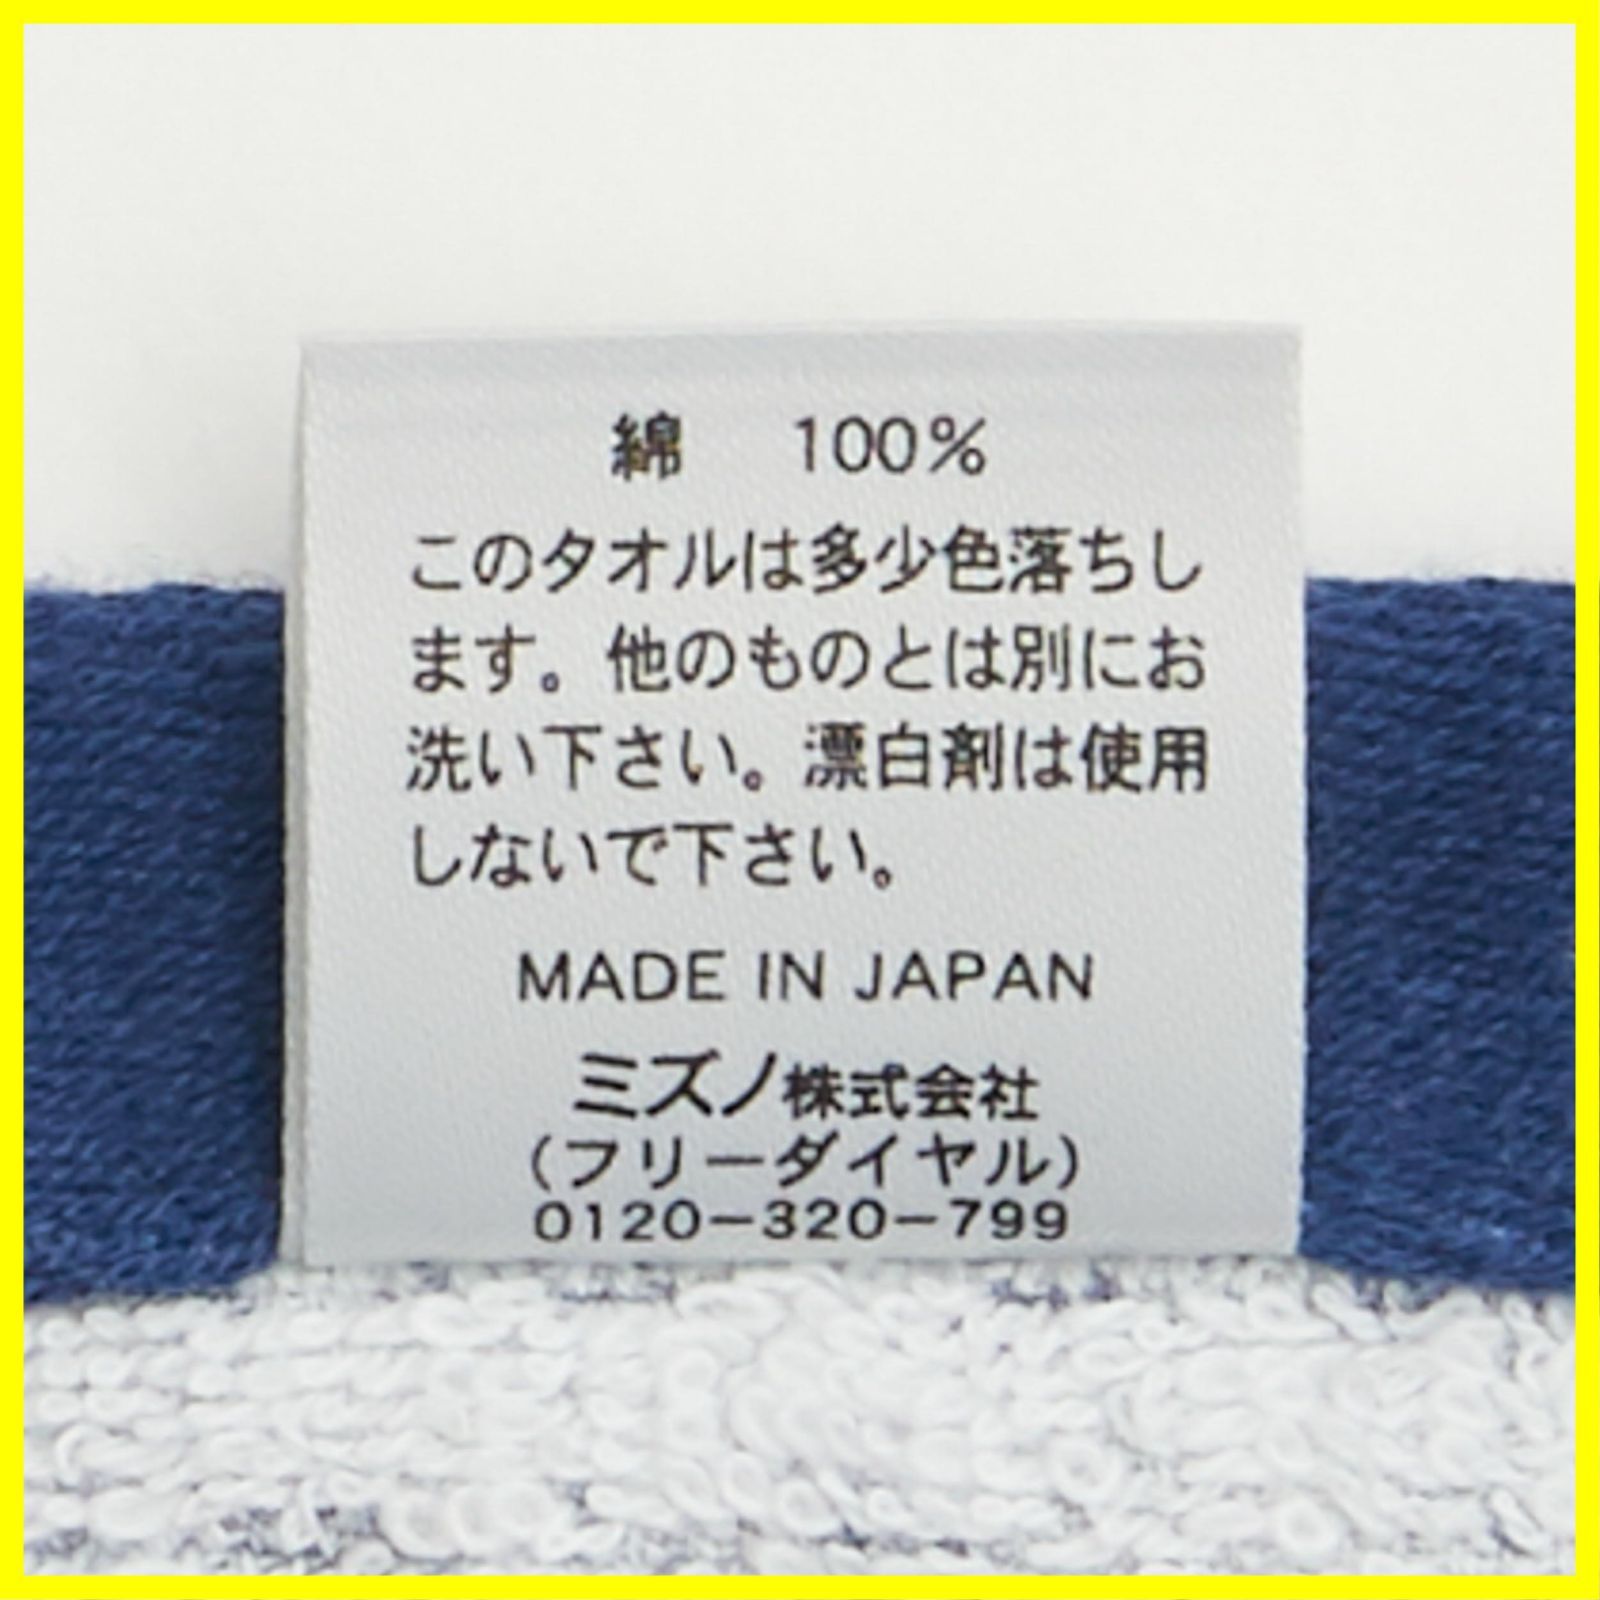 綿 100%
このタオルは多少色落ちし
ます。他のものとは別にお
洗い下さい。漂白剤は使用
しないで下さい。
MADE IN JAPAN
ミズノ株式会社
(フリーダイヤル)
0120-320-799